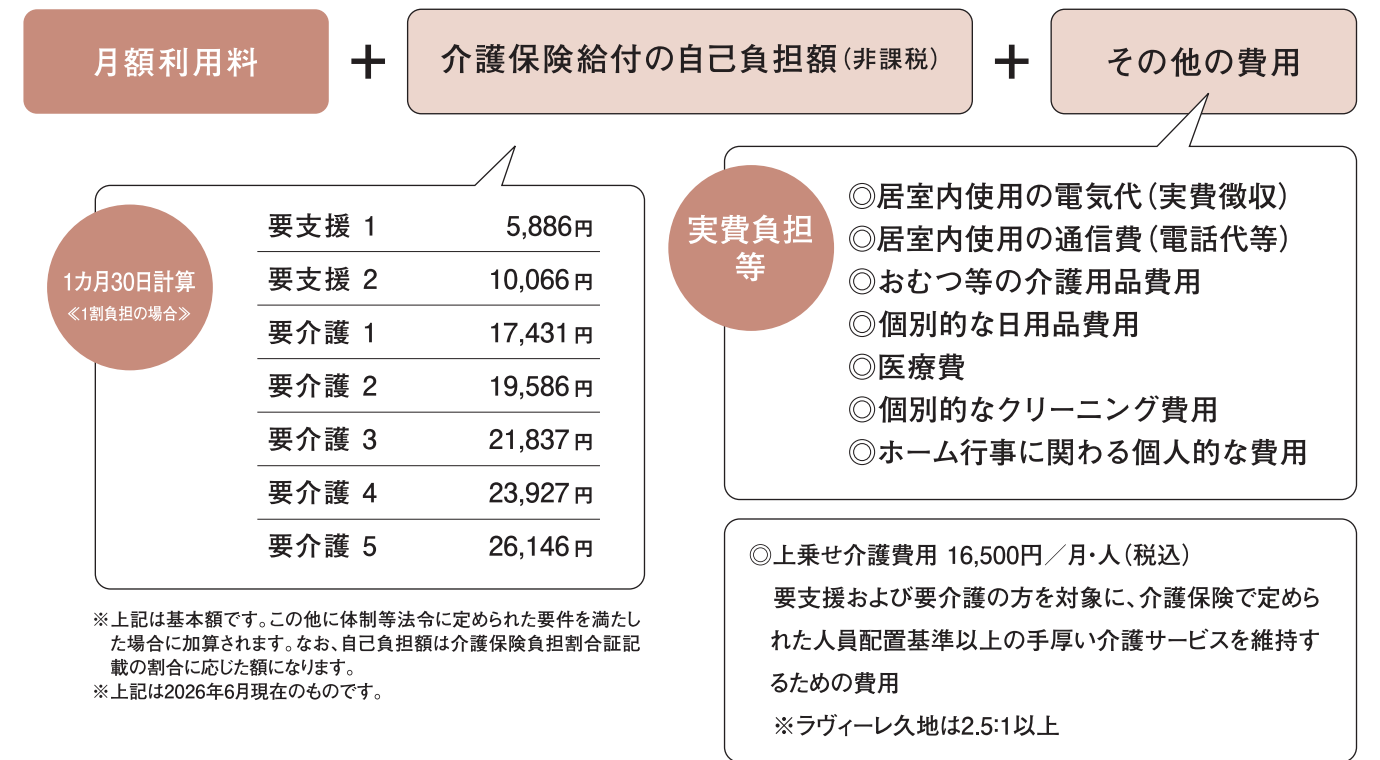 月額利用料 + 介護保険給付の自己負担額（非課税） + その他の費用
1カ月30日計算
≪1割負担の場合≫
要支援 1 5,886円
要支援 2 10,066円
要介護 1 17,431円
要介護 2 19,586円
要介護 3 21,837円
要介護 4 23,927円
要介護 5 26,146円
※上記は基本額です。この他に体制等法令に定められた要件を満たし
た場合に加算されます。なお、自己負担額は介護保険負担割合証記
載の割合に応じた額になります。
※上記は2026年6月現在のものです。
実費負担
等
◎居室内使用の電気代（実費徴収）
◎居室内使用の通信費（電話代等）
◎おむつ等の介護用品費用
◎個別的な日用品費用
◎医療費
◎個別的なクリーニング費用
◎ホーム行事に関わる個人的な費用
◎上乗せ介護費用 16,500円／月・人（税込）
要支援および要介護の方を対象に、介護保険で定めら
れた人員配置基準以上の手厚い介護サービスを維持す
るための費用
※ラヴィーレ久地は2.5：1以上